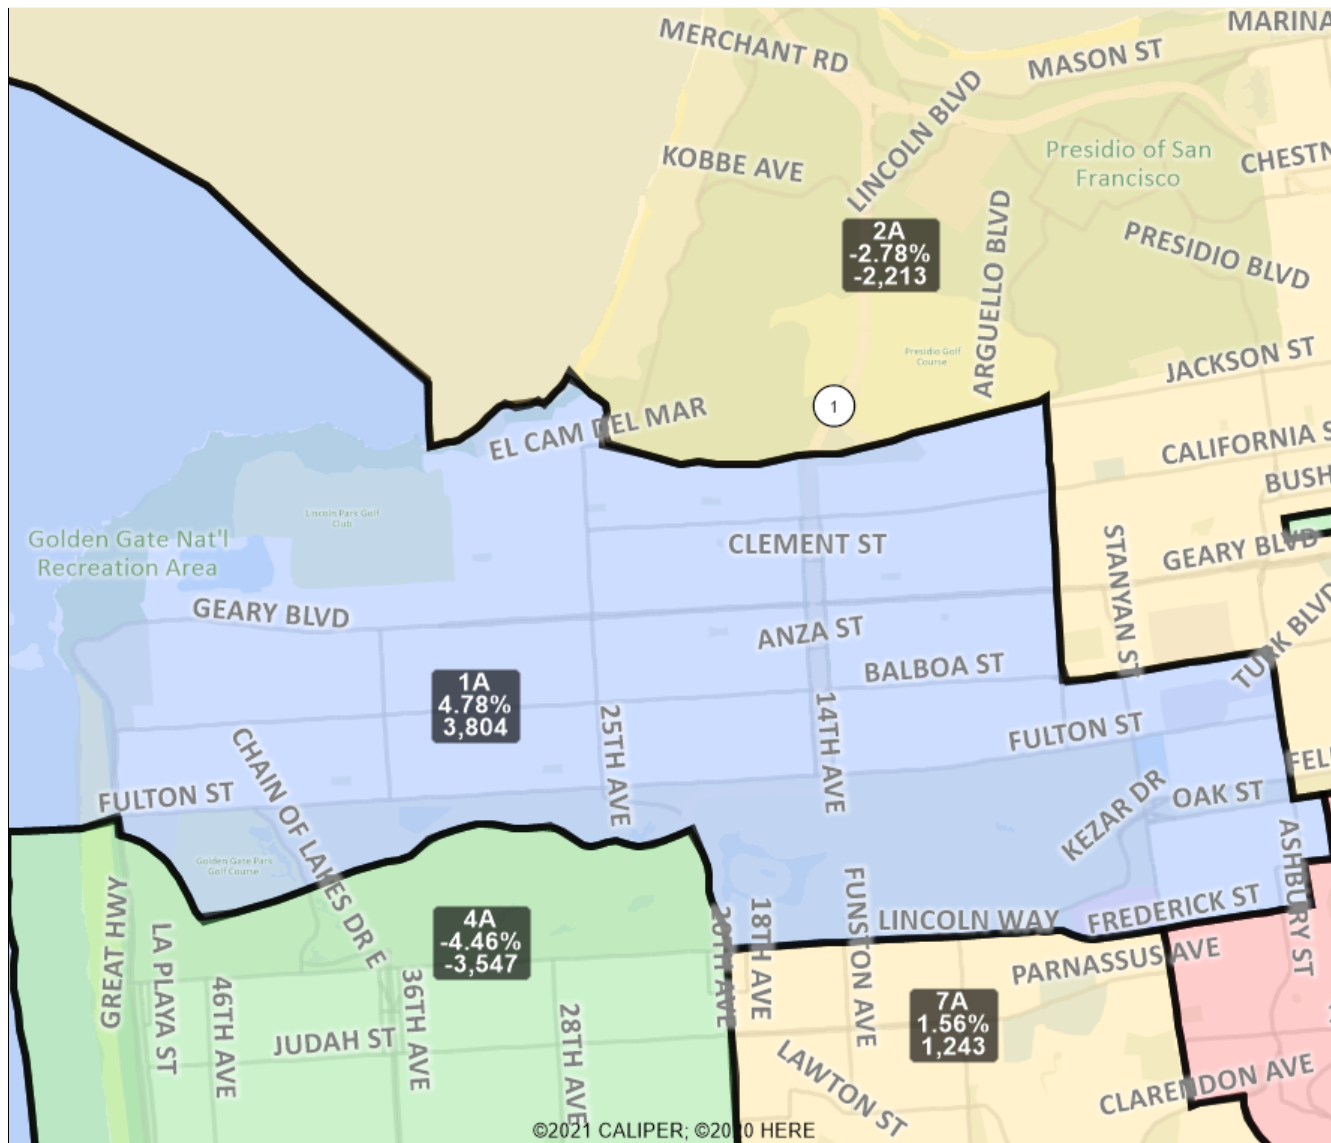 MERCHANT RD
MASON ST
MARINA
LINCOLN BLVD
KOBBE AVE
Presidio of San
Francisco
CHESTN
ARGUELLO BLVD
PRESIDIO BLVD
2A
-2.78%
-2,213
Presidio Golf
Course
JACKSON ST
1
EL CAM DEL MAR
CALIFORNIA S
BUSH
Lincoln Park Golf
Club
Golden Gate Nat'l
Recreation Area
CLEMENT ST
STANYAN ST
GEARY BLVD
GEARY BLVD
ANZA ST
BALBOA ST
TURK BLVD
1A
4.78%
3,804
25TH AVE
14TH AVE
FULTON ST
CHAIN OF LAKES DR E
FULTON ST
KEZAR DR
OAK ST
FELL
ASHBURY ST
Golden Gate Park
Golf Course
GREAT HWY
LA PLAYA ST
46TH AVE
36TH AVE
4A
-4.46%
-3,547
28TH AVE
JUDAH ST
20TH AVE
18TH AVE
FUNSTON AVE
LINCOLN WAY
FREDERICK ST
PARNASSUS AVE
7A
1.56%
1,243
LAWTON ST
CLARENDON AVE
©2021 CALIPER; ©2020 HERE